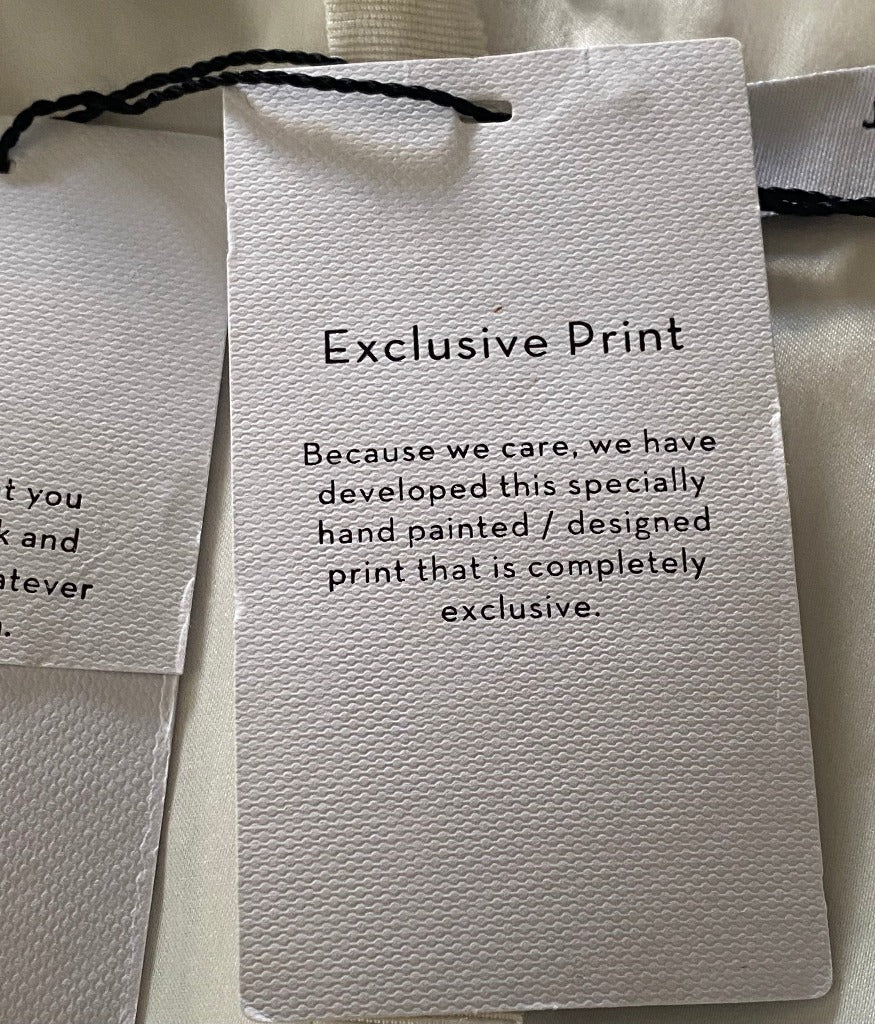 Exclusive Print
Because we care, we have
developed this specially
hand painted / designed
print that is completely
exclusive.
t you
k and
atever